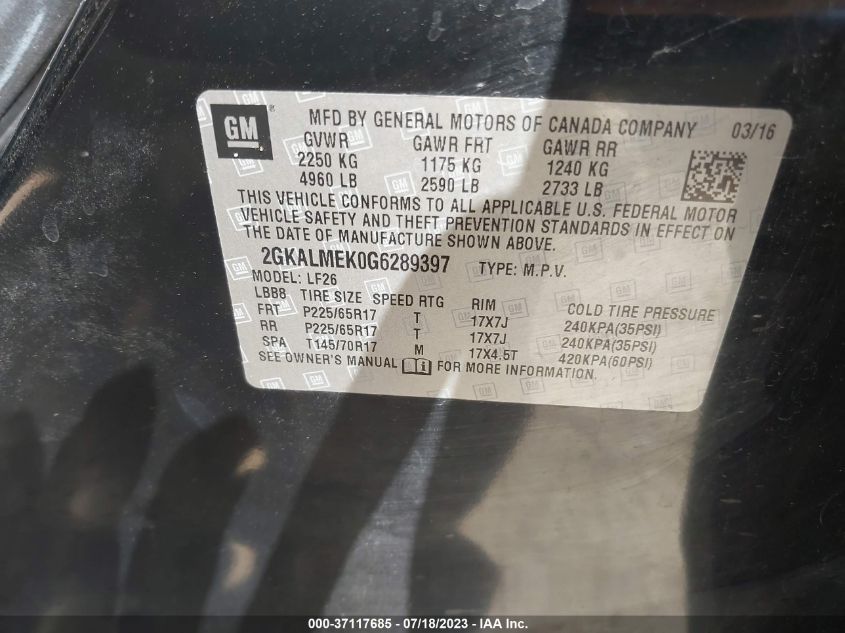 GM ® MFD BY GENERAL MOTORS OF CANADA COMPANY 03/16
GVWR GAWR FRT GAWR RR
2250 KG 1175 KG 1240 KG
4960 LB 2590 LB 2733 LB
THIS VEHICLE CONFORMS TO ALL APPLICABLE U.S. FEDERAL MOTOR
VEHICLE SAFETY AND THEFT PREVENTION STANDARDS IN EFFECT ON
THE DATE OF MANUFACTURE SHOWN ABOVE.
2GKALMEK0G6289397 TYPE: M.P.V.
MODEL: LF26
LBB8 TIRE SIZE SPEED RTG RIM COLD TIRE PRESSURE
FRT P225/65R17 T 17X7J 240KPA(35PSI)
RR P225/65R17 T 17X7J 240KPA(35PSI)
SPA T145/70R17 M 17X4.5T 420KPA(60PSI)
SEE OWNER'S MANUAL FOR MORE INFORMATION.
000-37117685 - 07/18/2023 - IAA Inc.